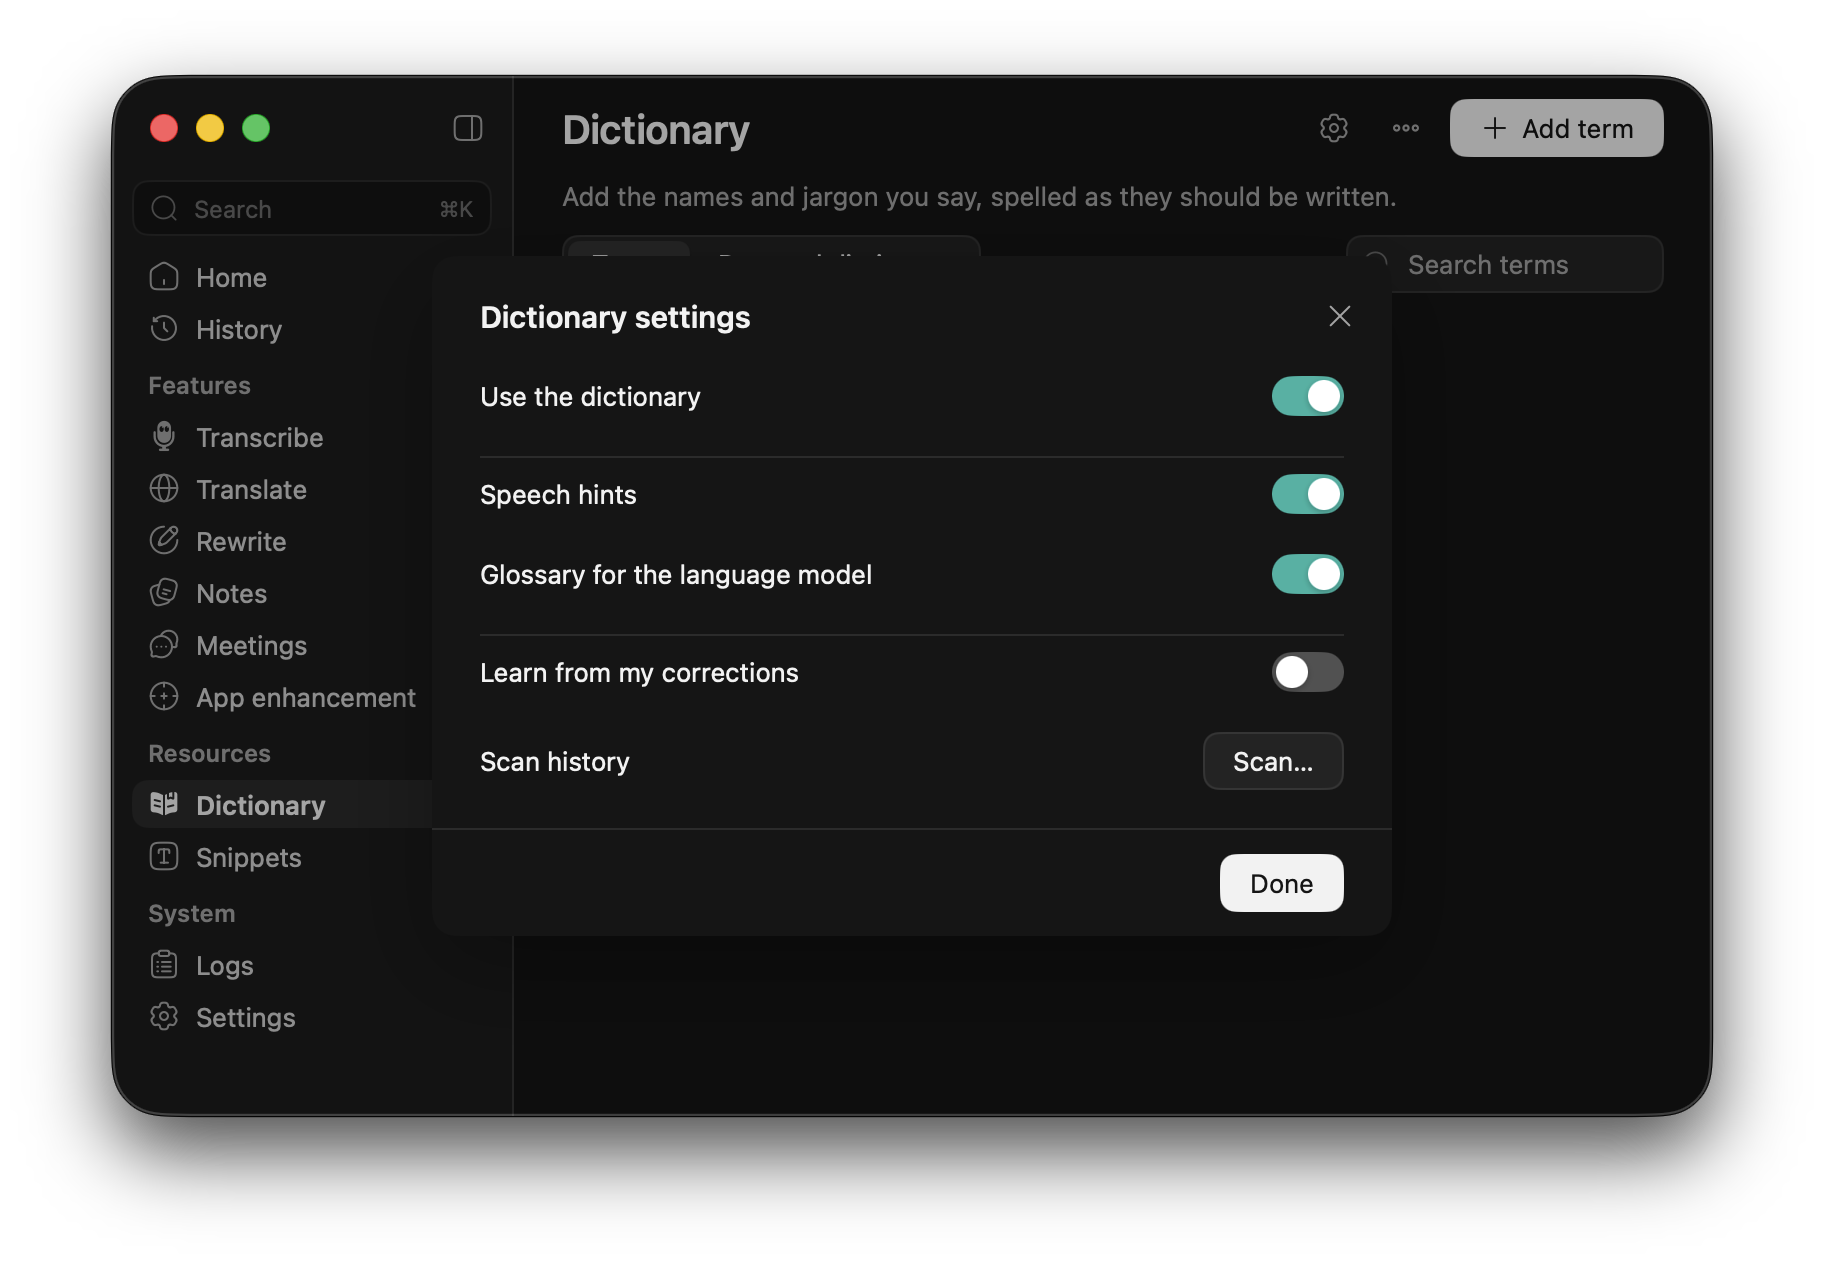 Dictionary
Add term
Add the names and jargon you say, spelled as they should be written.
Search ⌘K
Search terms
Home
History
Features
Transcribe
Translate
Rewrite
Notes
Meetings
App enhancement
Resources
Dictionary
Snippets
System
Logs
Settings
Dictionary settings
Use the dictionary
Speech hints
Glossary for the language model
Learn from my corrections
Scan history
Scan...
Done